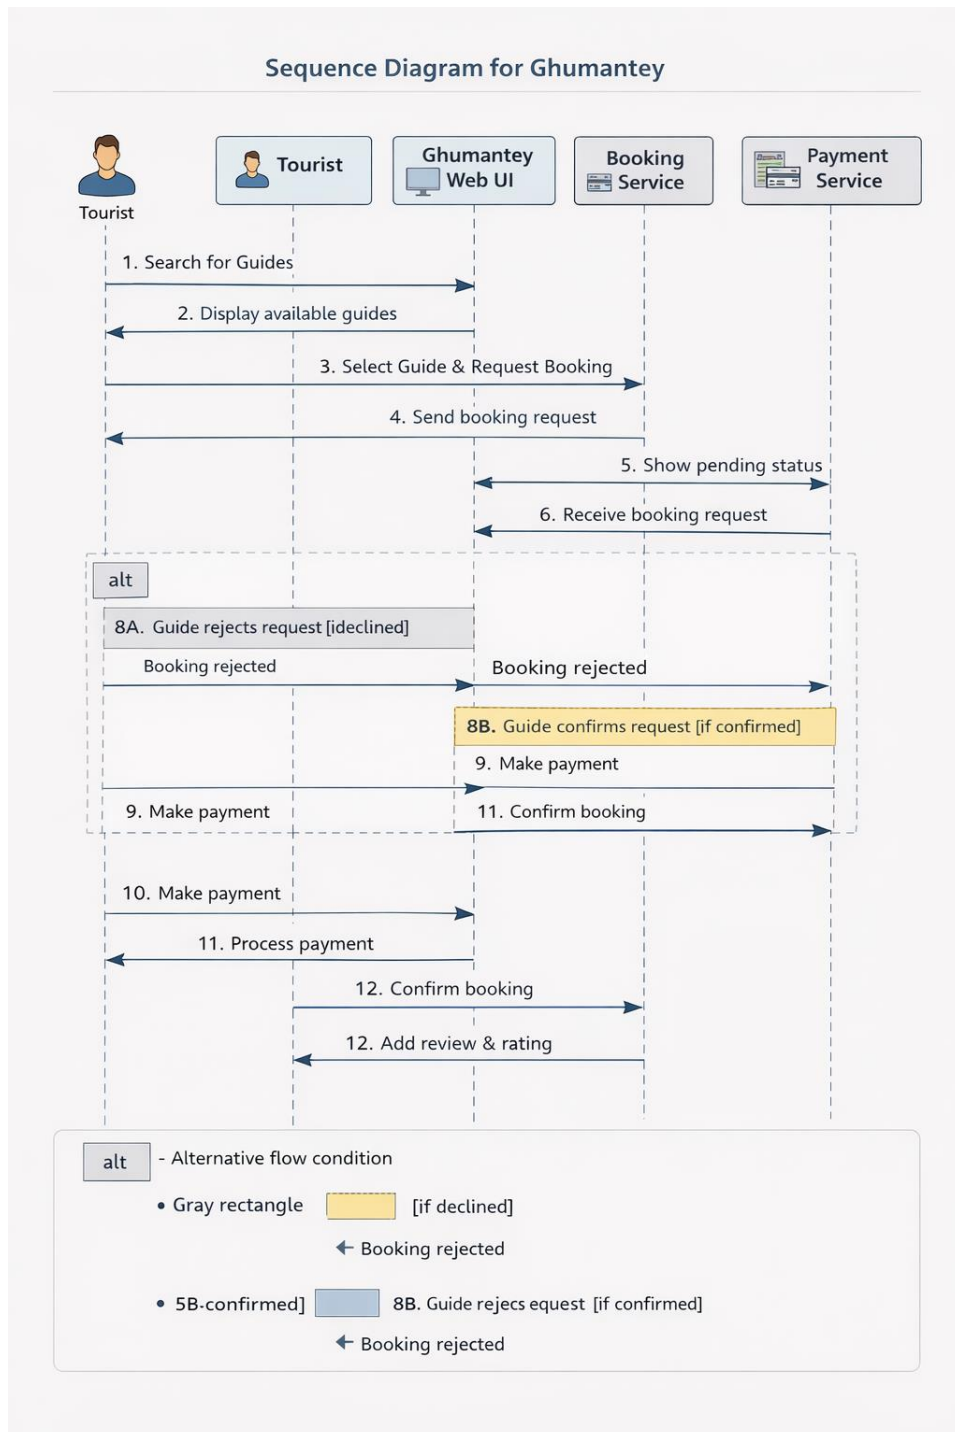 Sequence Diagram for Ghumantey
Tourist
Tourist
Ghumantey
Web UI
Booking
Service
Payment
Service
1. Search for Guides
2. Display available guides
3. Select Guide & Request Booking
4. Send booking request
5. Show pending status
6. Receive booking request
alt
8A. Guide rejects request [ideclined]
Booking rejected
Booking rejected
8B. Guide confirms request [if confirmed]
9. Make payment
9. Make payment
11. Confirm booking
10. Make payment
11. Process payment
12. Confirm booking
12. Add review & rating
alt - Alternative flow condition
• Gray rectangle [if declined]
← Booking rejected
• 5B-confirmed] 8B. Guide rejecs equest [if confirmed]
← Booking rejected